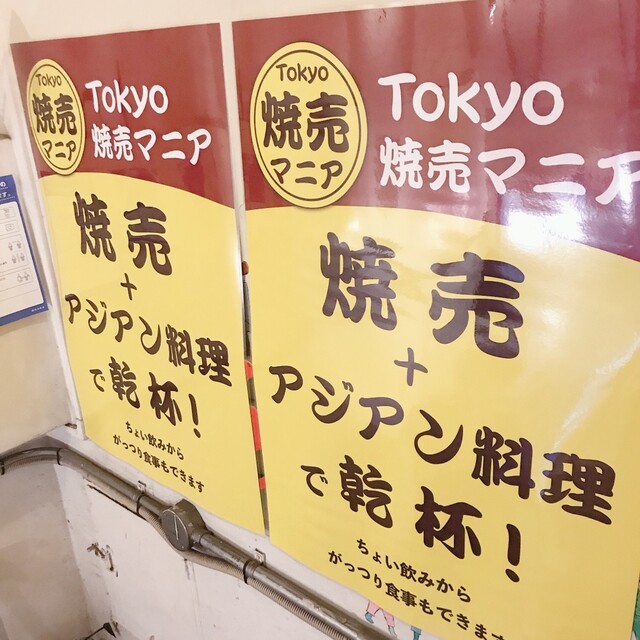 Tokyo
焼売
マニア
Tokyo
焼売マニア
焼売
+
アジアン料理
で乾杯!
ちょい飲みから
がっつり食事もできます
Tokyo
焼売
マニア
Tokyo
焼売マニア
焼売
+
アジアン料理
で乾杯!
ちょい飲みから
がっつり食事もできます